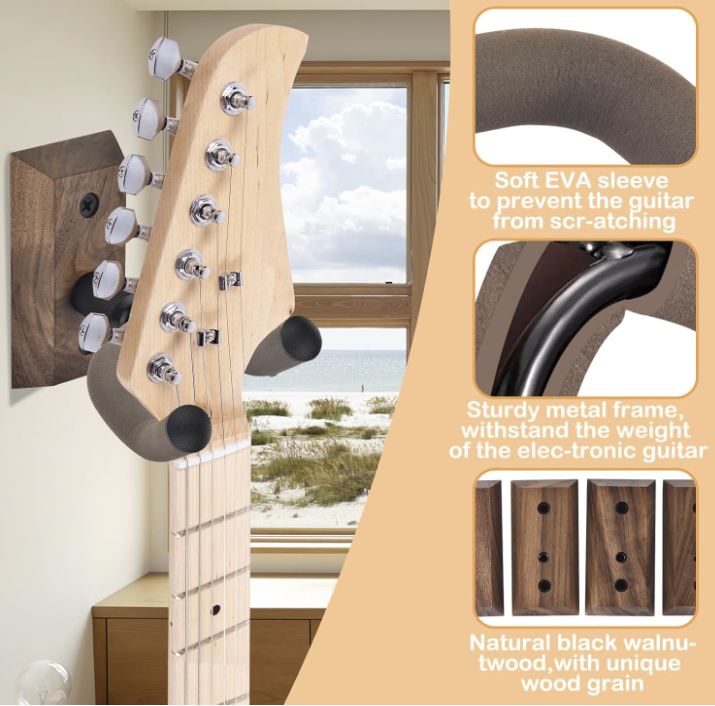 Soft EVA sleeve
to prevent the guitar
from scr-atching
Sturdy metal frame,
withstand the weight
of the elec-tronic guitar
Natural black walnu-
twood,with unique
wood grain